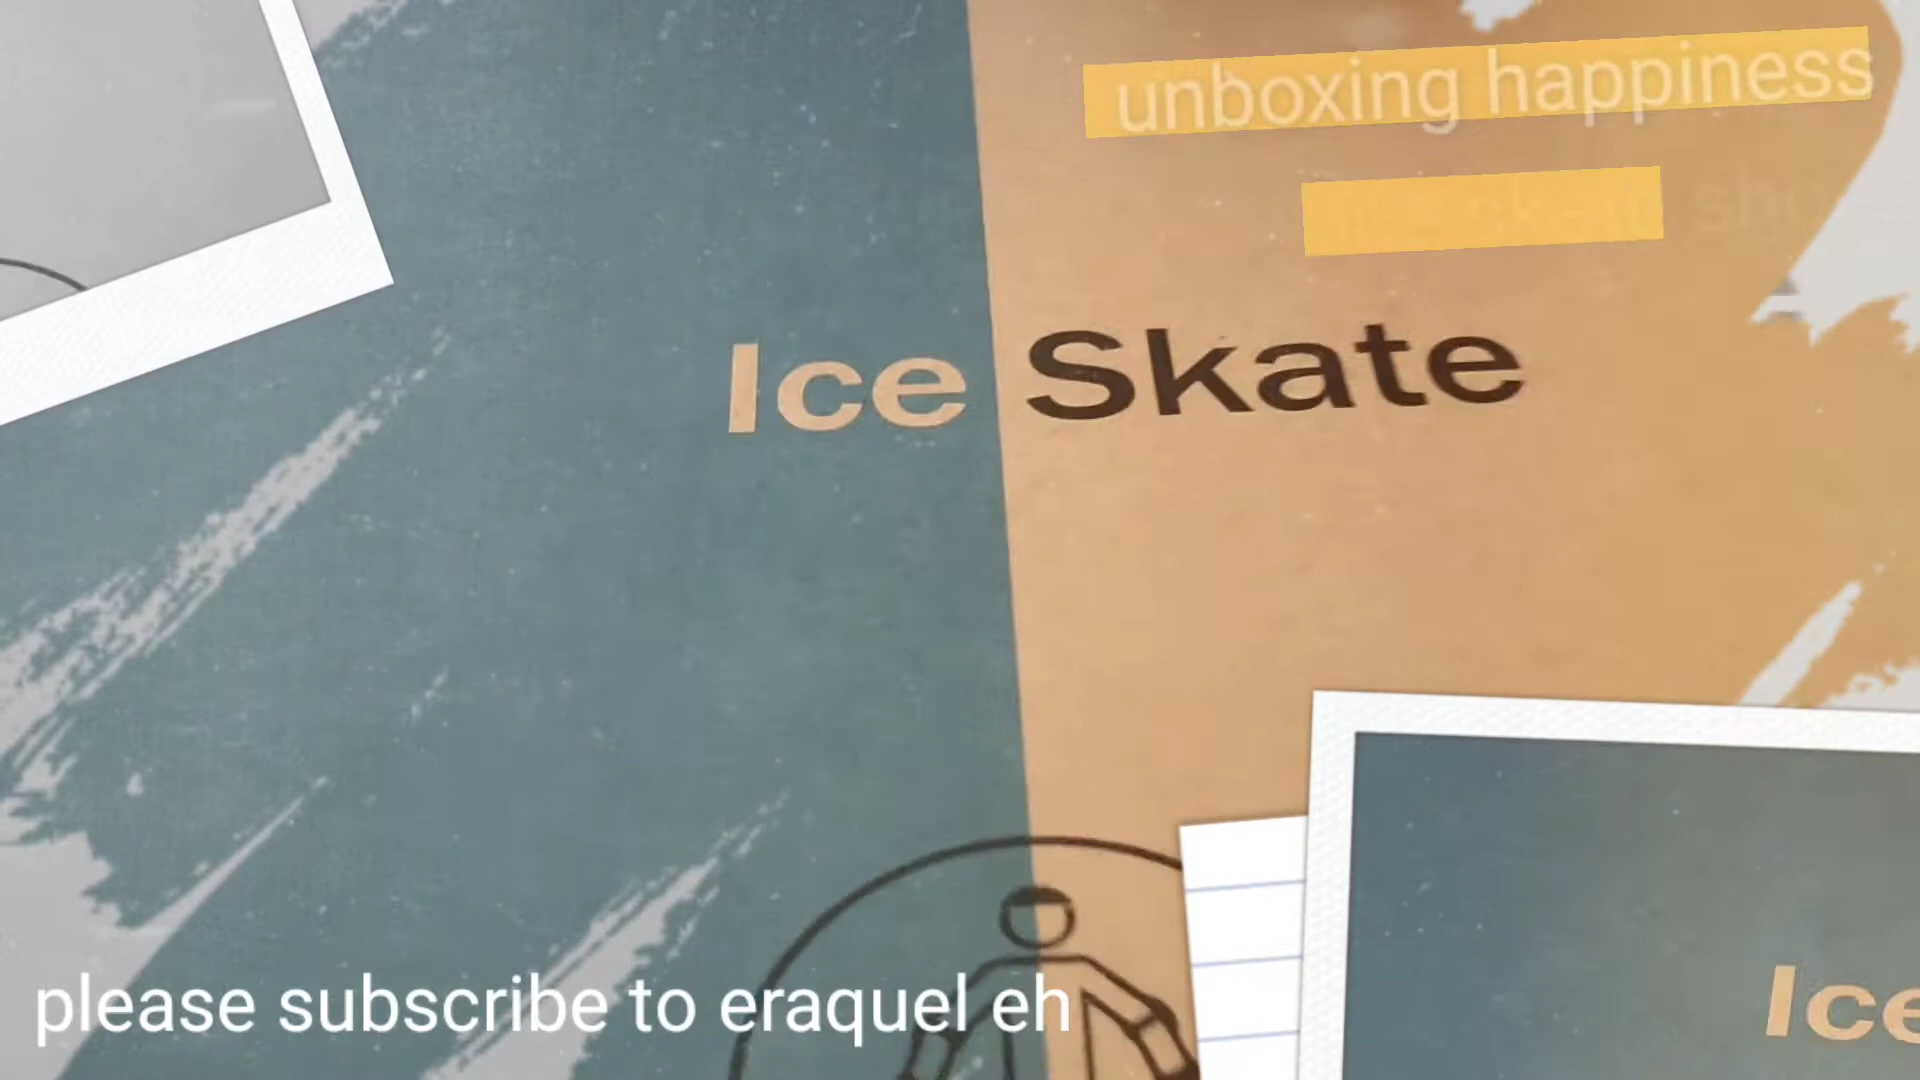 unboxing happiness
Ice Skate
Ice
please subscribe to eraquel eh